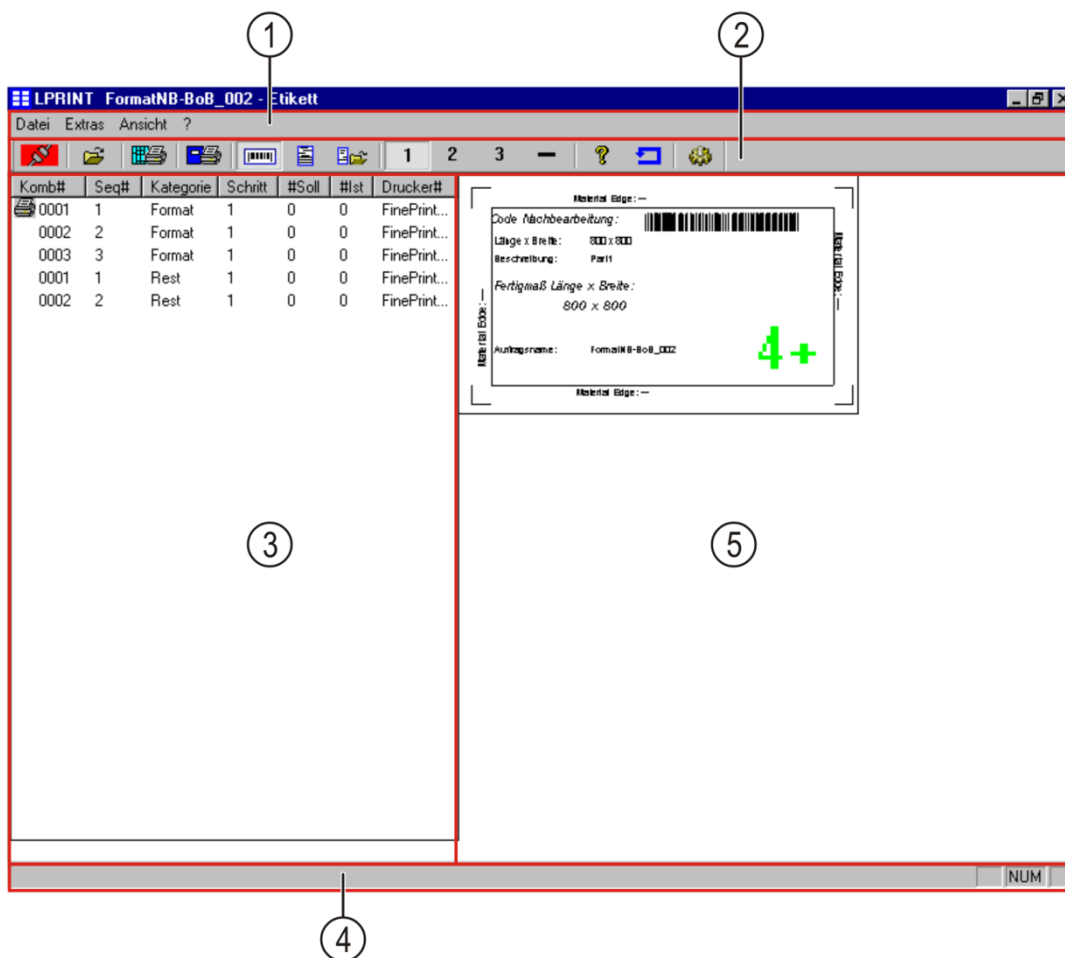 1
2
LPRINT FormatNB-BoB_002 - Etikett
Datei Extras Ansicht ?
1 2 3 – ?
Komb# Seq# Kategorie Schritt #Soll #Ist Drucker#
0001 1 Format 1 0 0 FinePrint...
0002 2 Format 1 0 0 FinePrint...
0003 3 Format 1 0 0 FinePrint...
0001 1 Rest 1 0 0 FinePrint...
0002 2 Rest 1 0 0 FinePrint...
Material Edge: —
Code Nachbearbeitung:
Länge x Breite: 800 x 800
Beschreibung: Part1
Fertigmaß Länge x Breite:
800 x 800
Auftragsname: FormatNB-BoB_002
4+
Material Edge: —
Material Edge: —
Material Edge: —
3
5
NUM
4